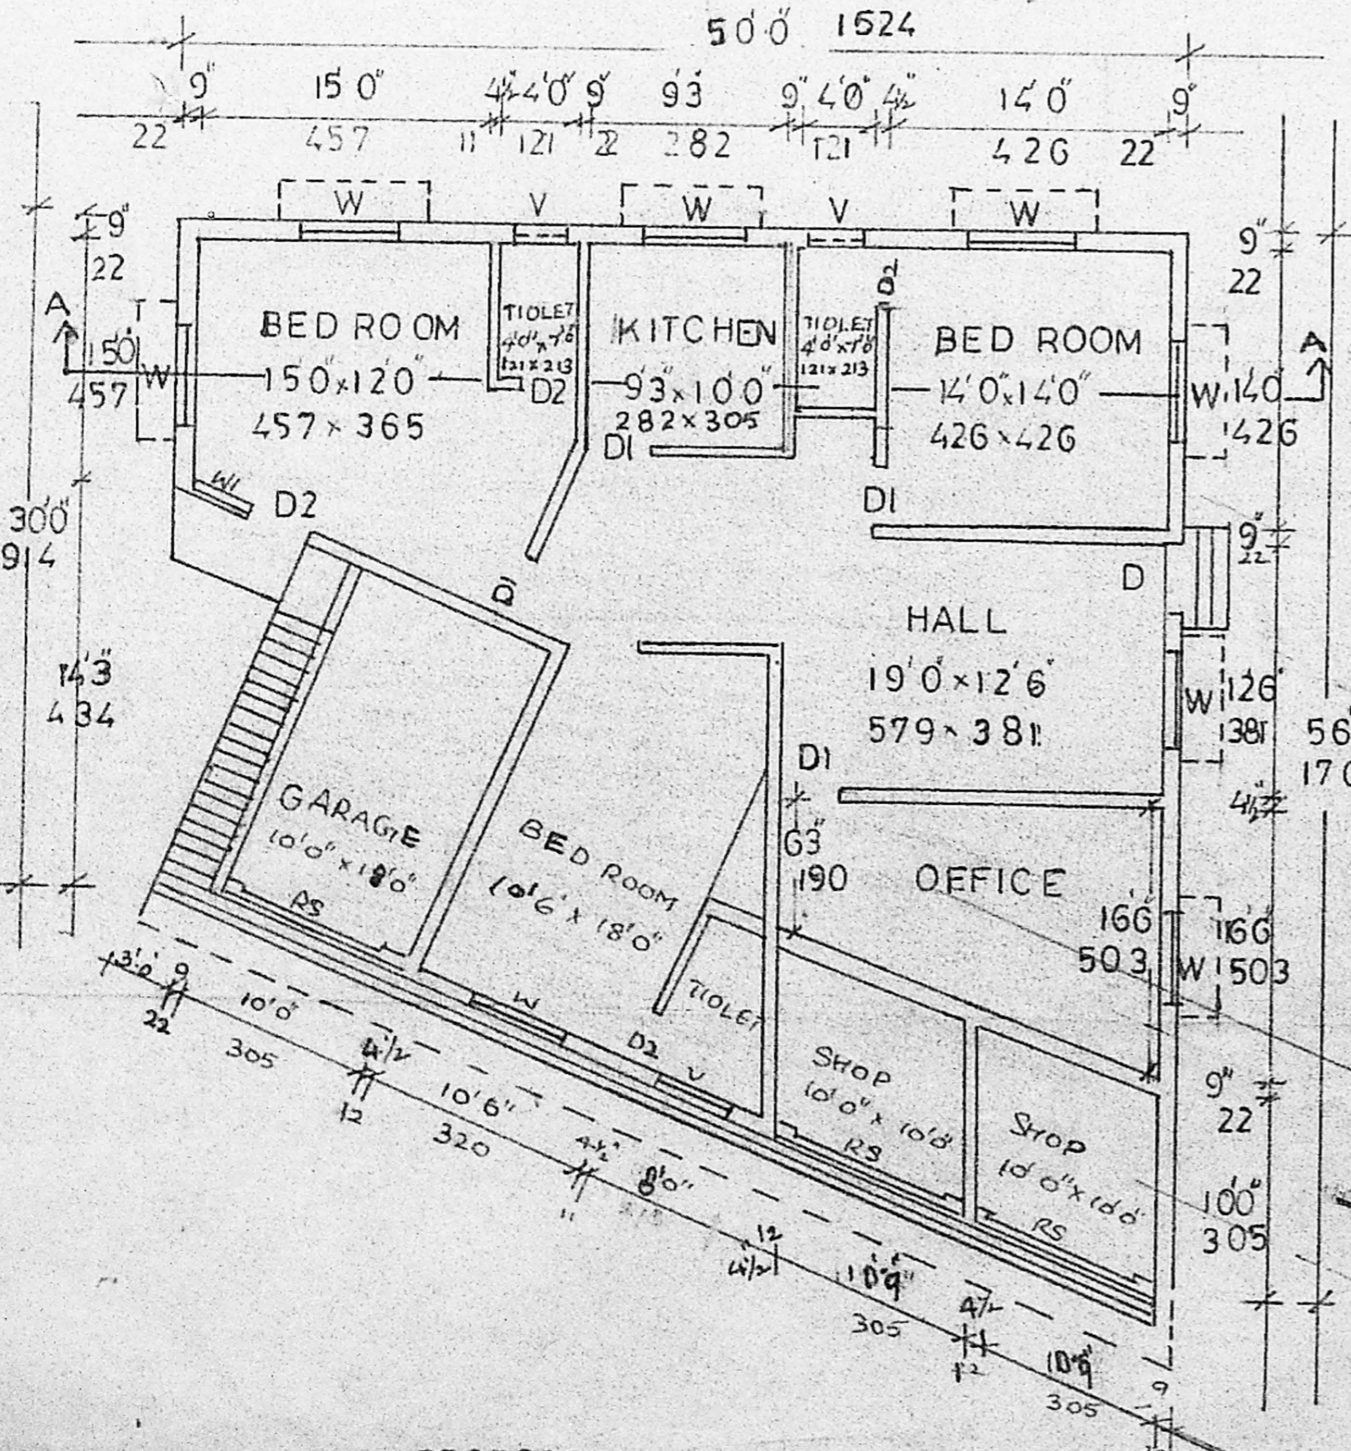 50'0" 1524
9" 15'0" 4½" 4'0" 9" 9'3" 9" 4'0" 4½" 14'0" 9"
22 457 11 121 22 282 121 426 22
W V W V W
9"
22
9"
22
A
BED ROOM
15'0"x12'0"
457 x 365
TIOLET
4'0"x7'0"
121x213
D2
KITCHEN
9'3"x10'0"
282x305
TIOLET
4'0"x7'0"
121x213
D2
BED ROOM
14'0"x14'0"
426x426
A
15'0"
457
W
W
14'0"
426
D1
W1
D2
D1
30'0"
914
9"
22
D
D
HALL
19'0"x12'6"
579x381
W
12'6"
381
56'
170
14'3"
434
D1
4½"
GARAGE
10'0"x18'0"
RS
BED ROOM
10'6"x18'0"
6'3"
190
OFFICE
16'6"
503
W
16'6"
503
TIOLET
W
D2
V
SHOP
10'0"x10'0"
RS
SHOP
10'0"x10'0"
RS
9"
22
10'0"
305
3'0" 9
22
10'0"
305
4½
12
10'6"
320
4½"
11
8'0"
12
4½
10'9"
305
4½
12
305
9